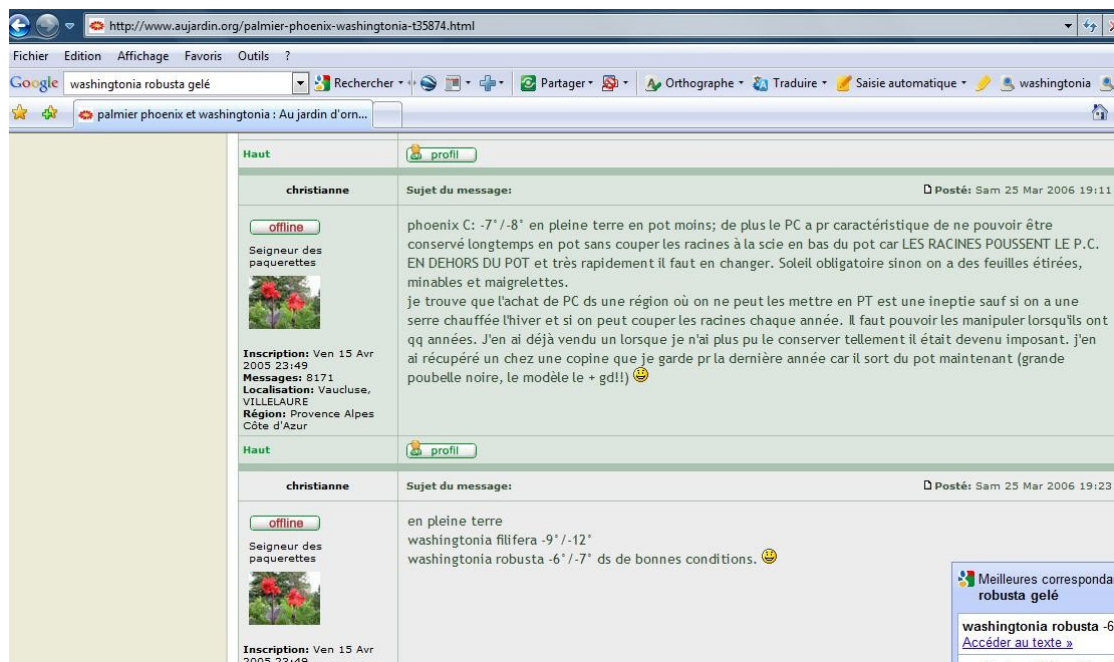 http://www.aujardin.org/palmier-phoenix-washingtonia-t35874.html
Fichier Edition Affichage Favoris Outils ?
Google washingtonia robusta gelé Rechercher Partager Orthographe Traduire Saisie automatique washingtonia
palmier phoenix et washingtonia : Au jardin d'orn...
Haut profil
christianne Sujet du message: Posté: Sam 25 Mar 2006 19:11
offline
Seigneur des
paquerettes
Inscription: Ven 15 Avr
2005 23:49
Messages: 8171
Localisation: Vaucluse,
VILLELAURE
Région: Provence Alpes
Côte d'Azur
phoenix C: -7°/-8° en pleine terre en pot moins; de plus le PC a pr caractéristique de ne pouvoir être
conservé longtemps en pot sans couper les racines à la scie en bas du pot car LES RACINES POUSSENT LE P.C.
EN DEHORS DU POT et très rapidement il faut en changer. Soleil obligatoire sinon on a des feuilles étirées,
minables et maigrelettes.
je trouve que l'achat de PC ds une région où on ne peut les mettre en PT est une ineptie sauf si on a une
serre chauffée l'hiver et si on peut couper les racines chaque année. Il faut pouvoir les manipuler lorsqu'ils ont
qq années. J'en ai déjà vendu un lorsque je n'ai plus pu le conserver tellement il était devenu imposant. j'en
ai récupéré un chez une copine que je garde pr la dernière année car il sort du pot maintenant (grande
poubelle noire, le modèle le + gd!!)
Haut profil
christianne Sujet du message: Posté: Sam 25 Mar 2006 19:23
offline
Seigneur des
paquerettes
Inscription: Ven 15 Avr
2005 23:49
en pleine terre
washingtonia filifera -9°/-12°
washingtonia robusta -6°/-7° ds de bonnes conditions.
Meilleures corresponda
robusta gelé
washingtonia robusta -6
Accéder au texte »